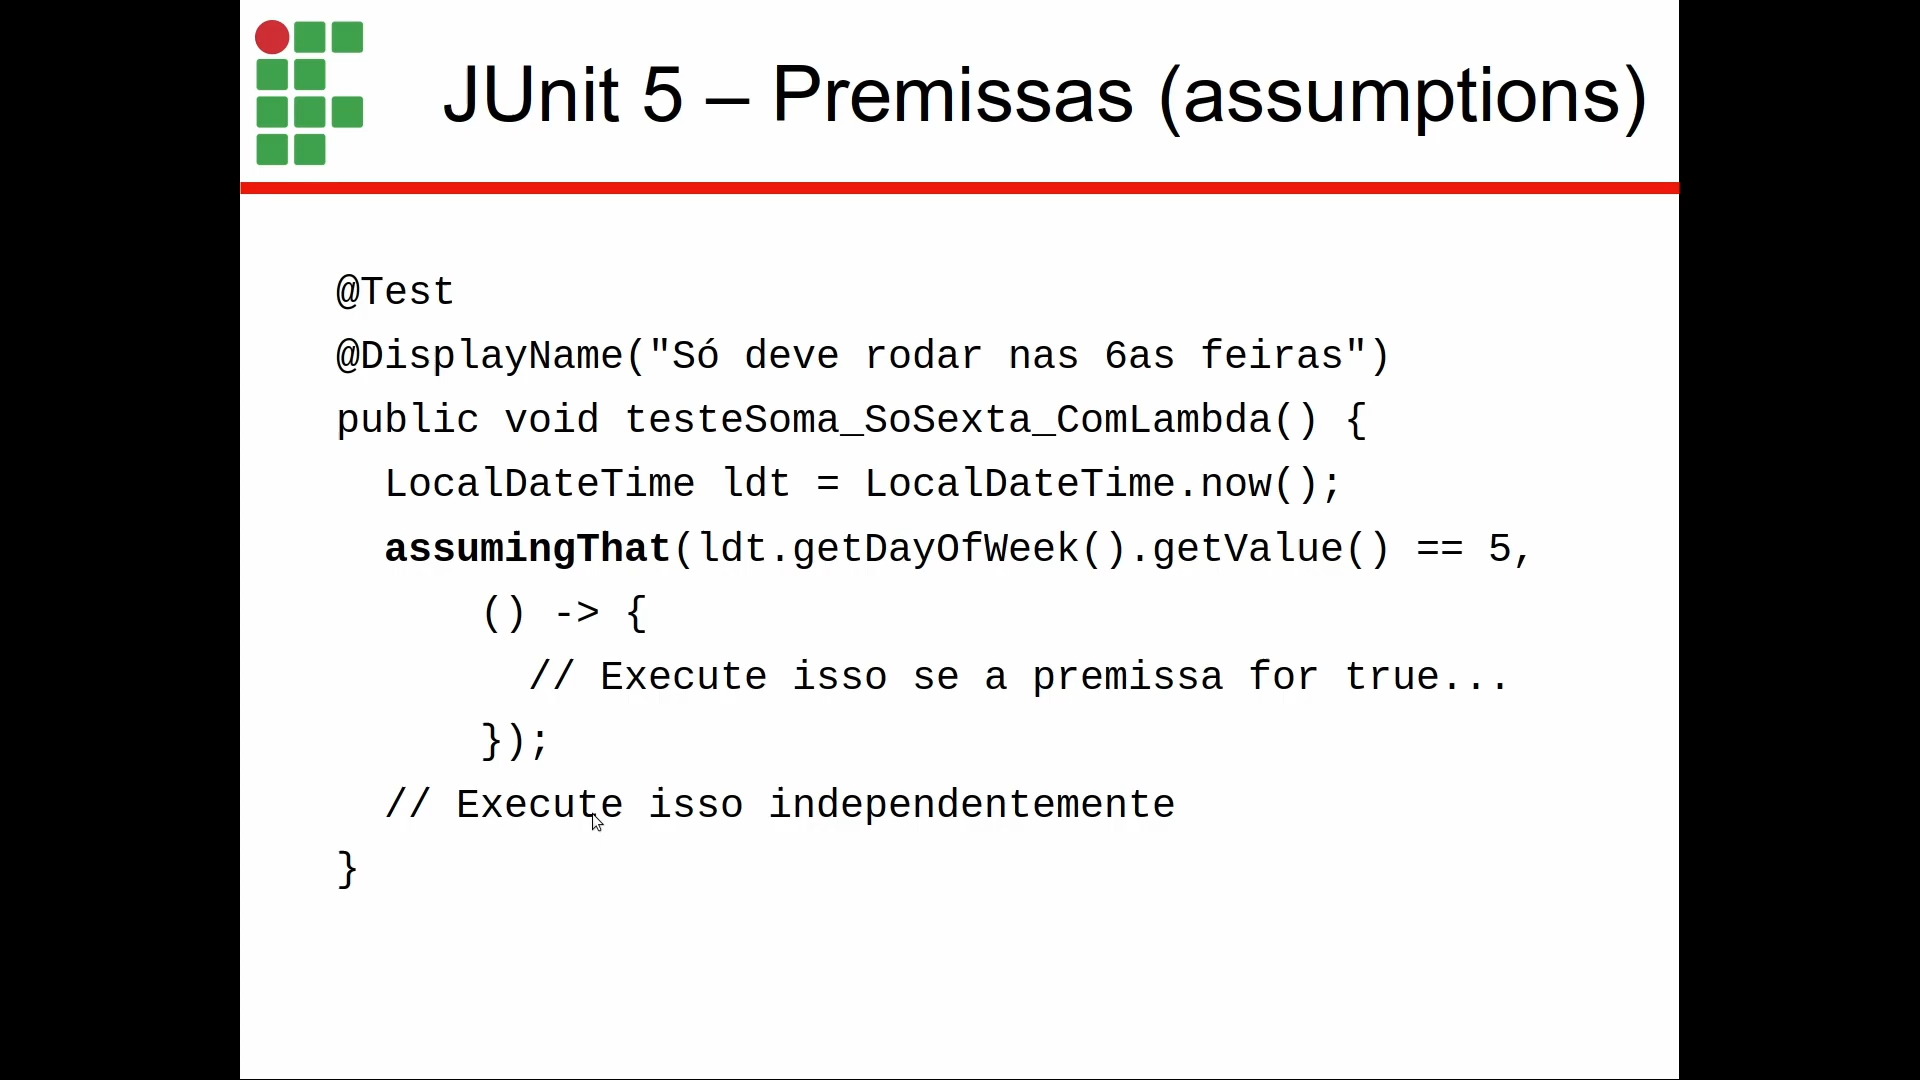 JUnit 5 – Premissas (assumptions)
@Test
@DisplayName("Só deve rodar nas 6as feiras")
public void testeSoma_SoSexta_ComLambda() {
LocalDateTime ldt = LocalDateTime.now();
assumingThat(ldt.getDayOfWeek().getValue() == 5,
() -> {
// Execute isso se a premissa for true...
});
// Execute isso independentemente
}